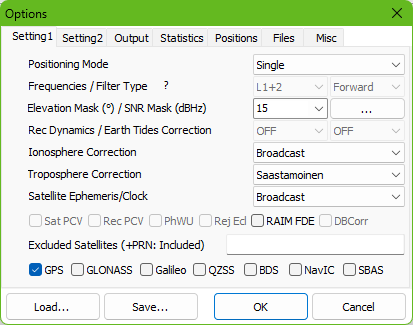 Options
Setting1 Setting2 Output Statistics Positions Files Misc
Positioning Mode Single
Frequencies / Filter Type ? L1+2 Forward
Elevation Mask (°) / SNR Mask (dBHz) 15 ...
Rec Dynamics / Earth Tides Correction OFF OFF
Ionosphere Correction Broadcast
Troposphere Correction Saastamoinen
Satellite Ephemeris/Clock Broadcast
Sat PCV Rec PCV PhWU Rej Ecl RAIM FDE DBCorr
Excluded Satellites (+PRN: Included)
GPS GLONASS Galileo QZSS BDS NavIC SBAS
Load... Save... OK Cancel